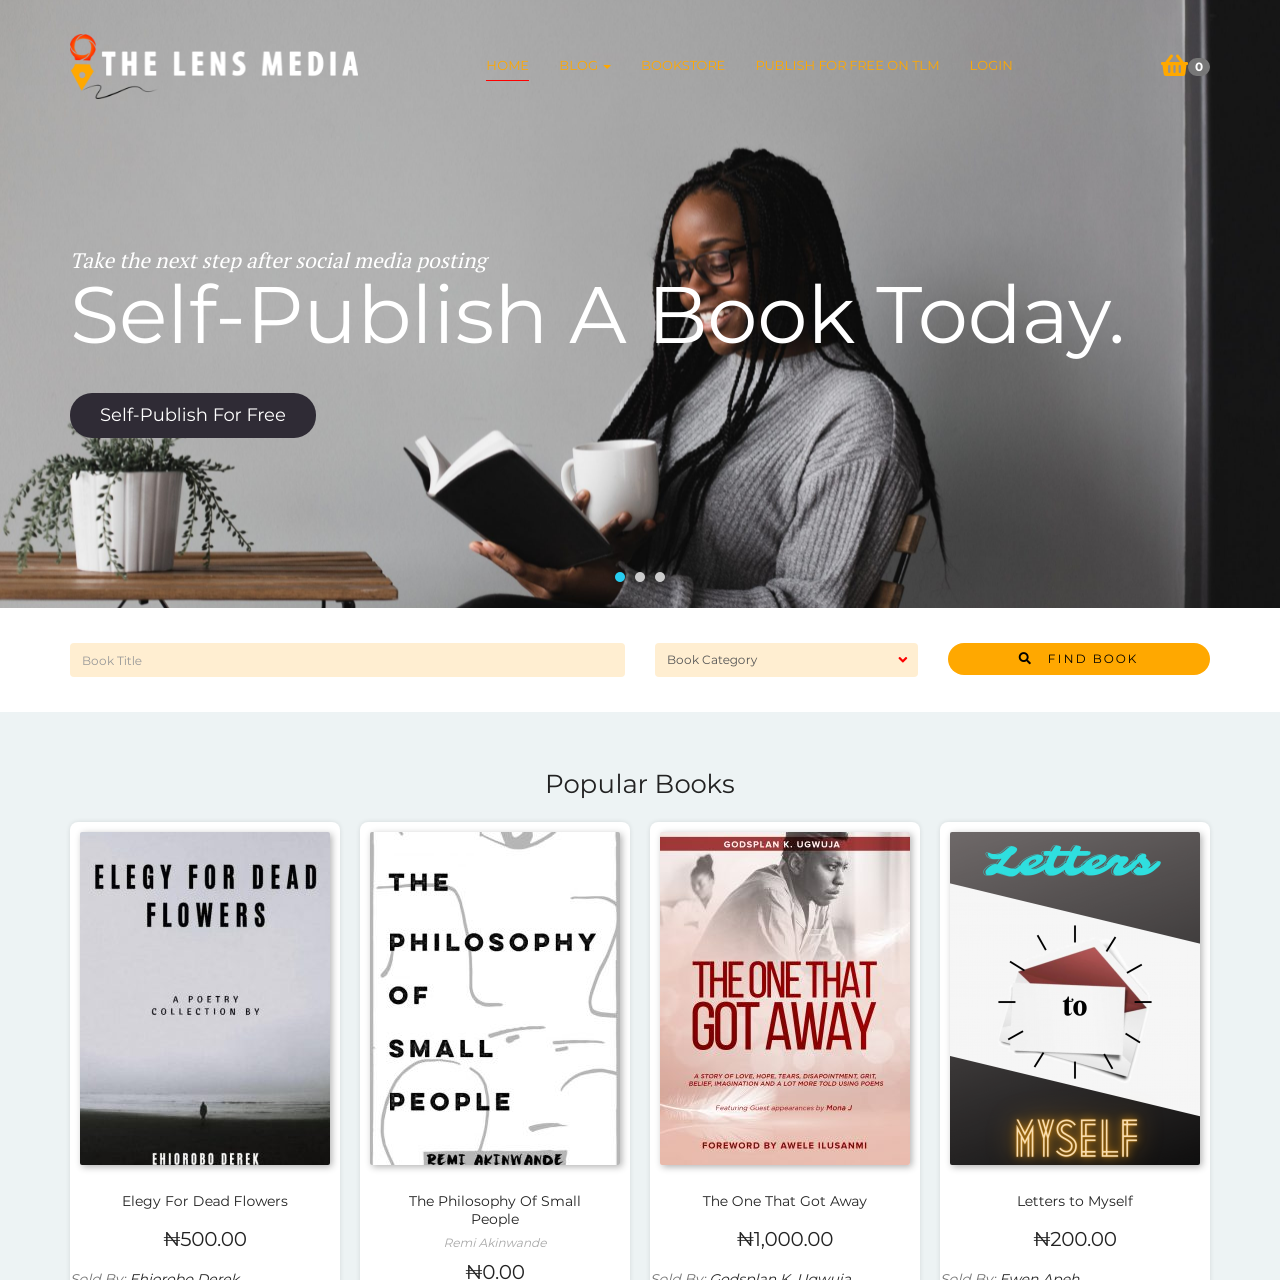 THE LENS MEDIA
HOME BLOG BOOKSTORE PUBLISH FOR FREE ON TLM LOGIN
0
Take the next step after social media posting
Self-Publish A Book Today.
Self-Publish For Free
Book Title
Book Category
FIND BOOK
Popular Books
ELEGY FOR DEAD
FLOWERS
A POETRY
COLLECTION BY
EHIOROBO DEREK
THE
PHILOSOPHY
OF
SMALL
PEOPLE
REMI AKINWANDE
GODSPLAN K. UGWUJA
THE ONE THAT
GOT AWAY
A STORY OF LOVE, HOPE, TEARS, DISAPOINTMENT, GRIT,
BELIEF, IMAGINATION AND A LOT MORE TOLD USING POEMS
Featuring Guest appearances by Mona J
FOREWORD BY AWELE ILUSANMI
Letters
to
MYSELF
Elegy For Dead Flowers
₦500.00
Sold By: Ehiorobo Derek
The Philosophy Of Small
People
Remi Akinwande
₦0.00
The One That Got Away
₦1,000.00
Sold By: Godsplan K. Ugwuja
Letters to Myself
₦200.00
Sold By: Ewon Apeh